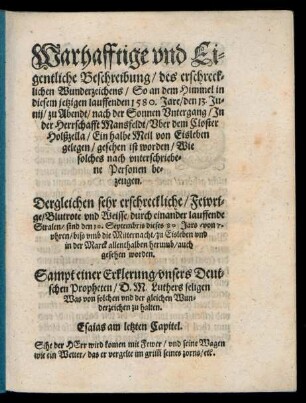 Warhafftige vnd Ei-
gentliche Beschreibung / des erschreck-
lichen Wunderzeichens / So an dem Himmel in
diesem jetzigen lauffenden 1580. Jare / den 13. Ju-
nij / zu Abendt / nach der Sonnen Vntergang / In
der Herrschafft Mansfeldt / Vber dem Closter
Holtzzella / Ein halbe Meil von Eisleben
gelegen / gesehen ist worden / Wie
solches nach vnterschriebe-
ne Personen be-
zeugen.
Dergleichen sehr erschreckliche / Fewri-
ge / Blutrote vnd Weisse durch einander lauffende
Stralen / sind den 10. Septembris dieses 80 Jars / von 7.
vhren / biss vmb die Mitternacht / zu Eisleben vnd
in der Marck allenthalben herumb / auch
gesehen worden.
Sampt einer Erklerung / vnsers Deut-
schen Propheten / D. M. Luthers seligen
Was von solchen vnd der gleichen Wun-
derzeichen zu halten.
Esaias am letzten Capitel.
Sihe der HErr wird komen mit Fewer / vnd seine Wagen
wie ein Wetter / das er vergelte im grim seines zorns / etc.